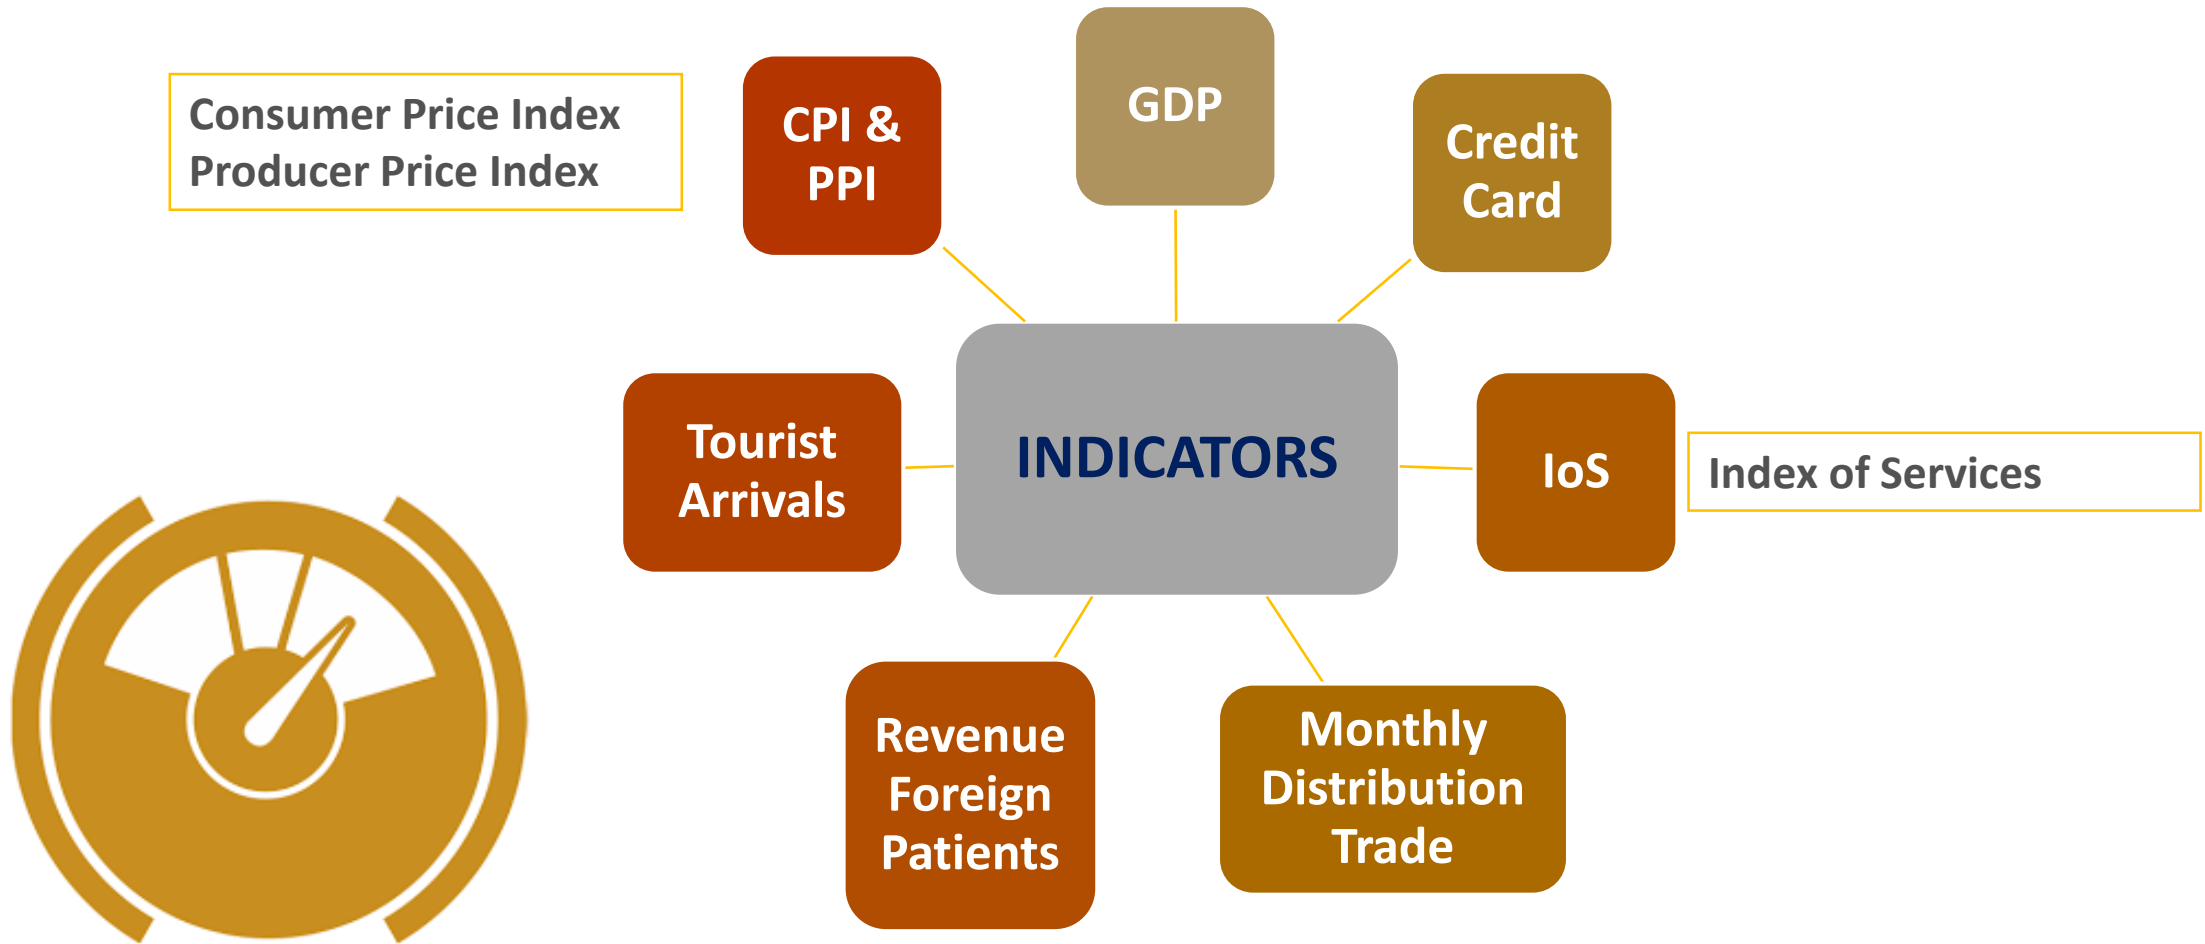 Consumer Price Index
Producer Price Index
CPI &
PPI
GDP
Credit
Card
Tourist
Arrivals
INDICATORS
IoS
Index of Services
Revenue
Foreign
Patients
Monthly
Distribution
Trade